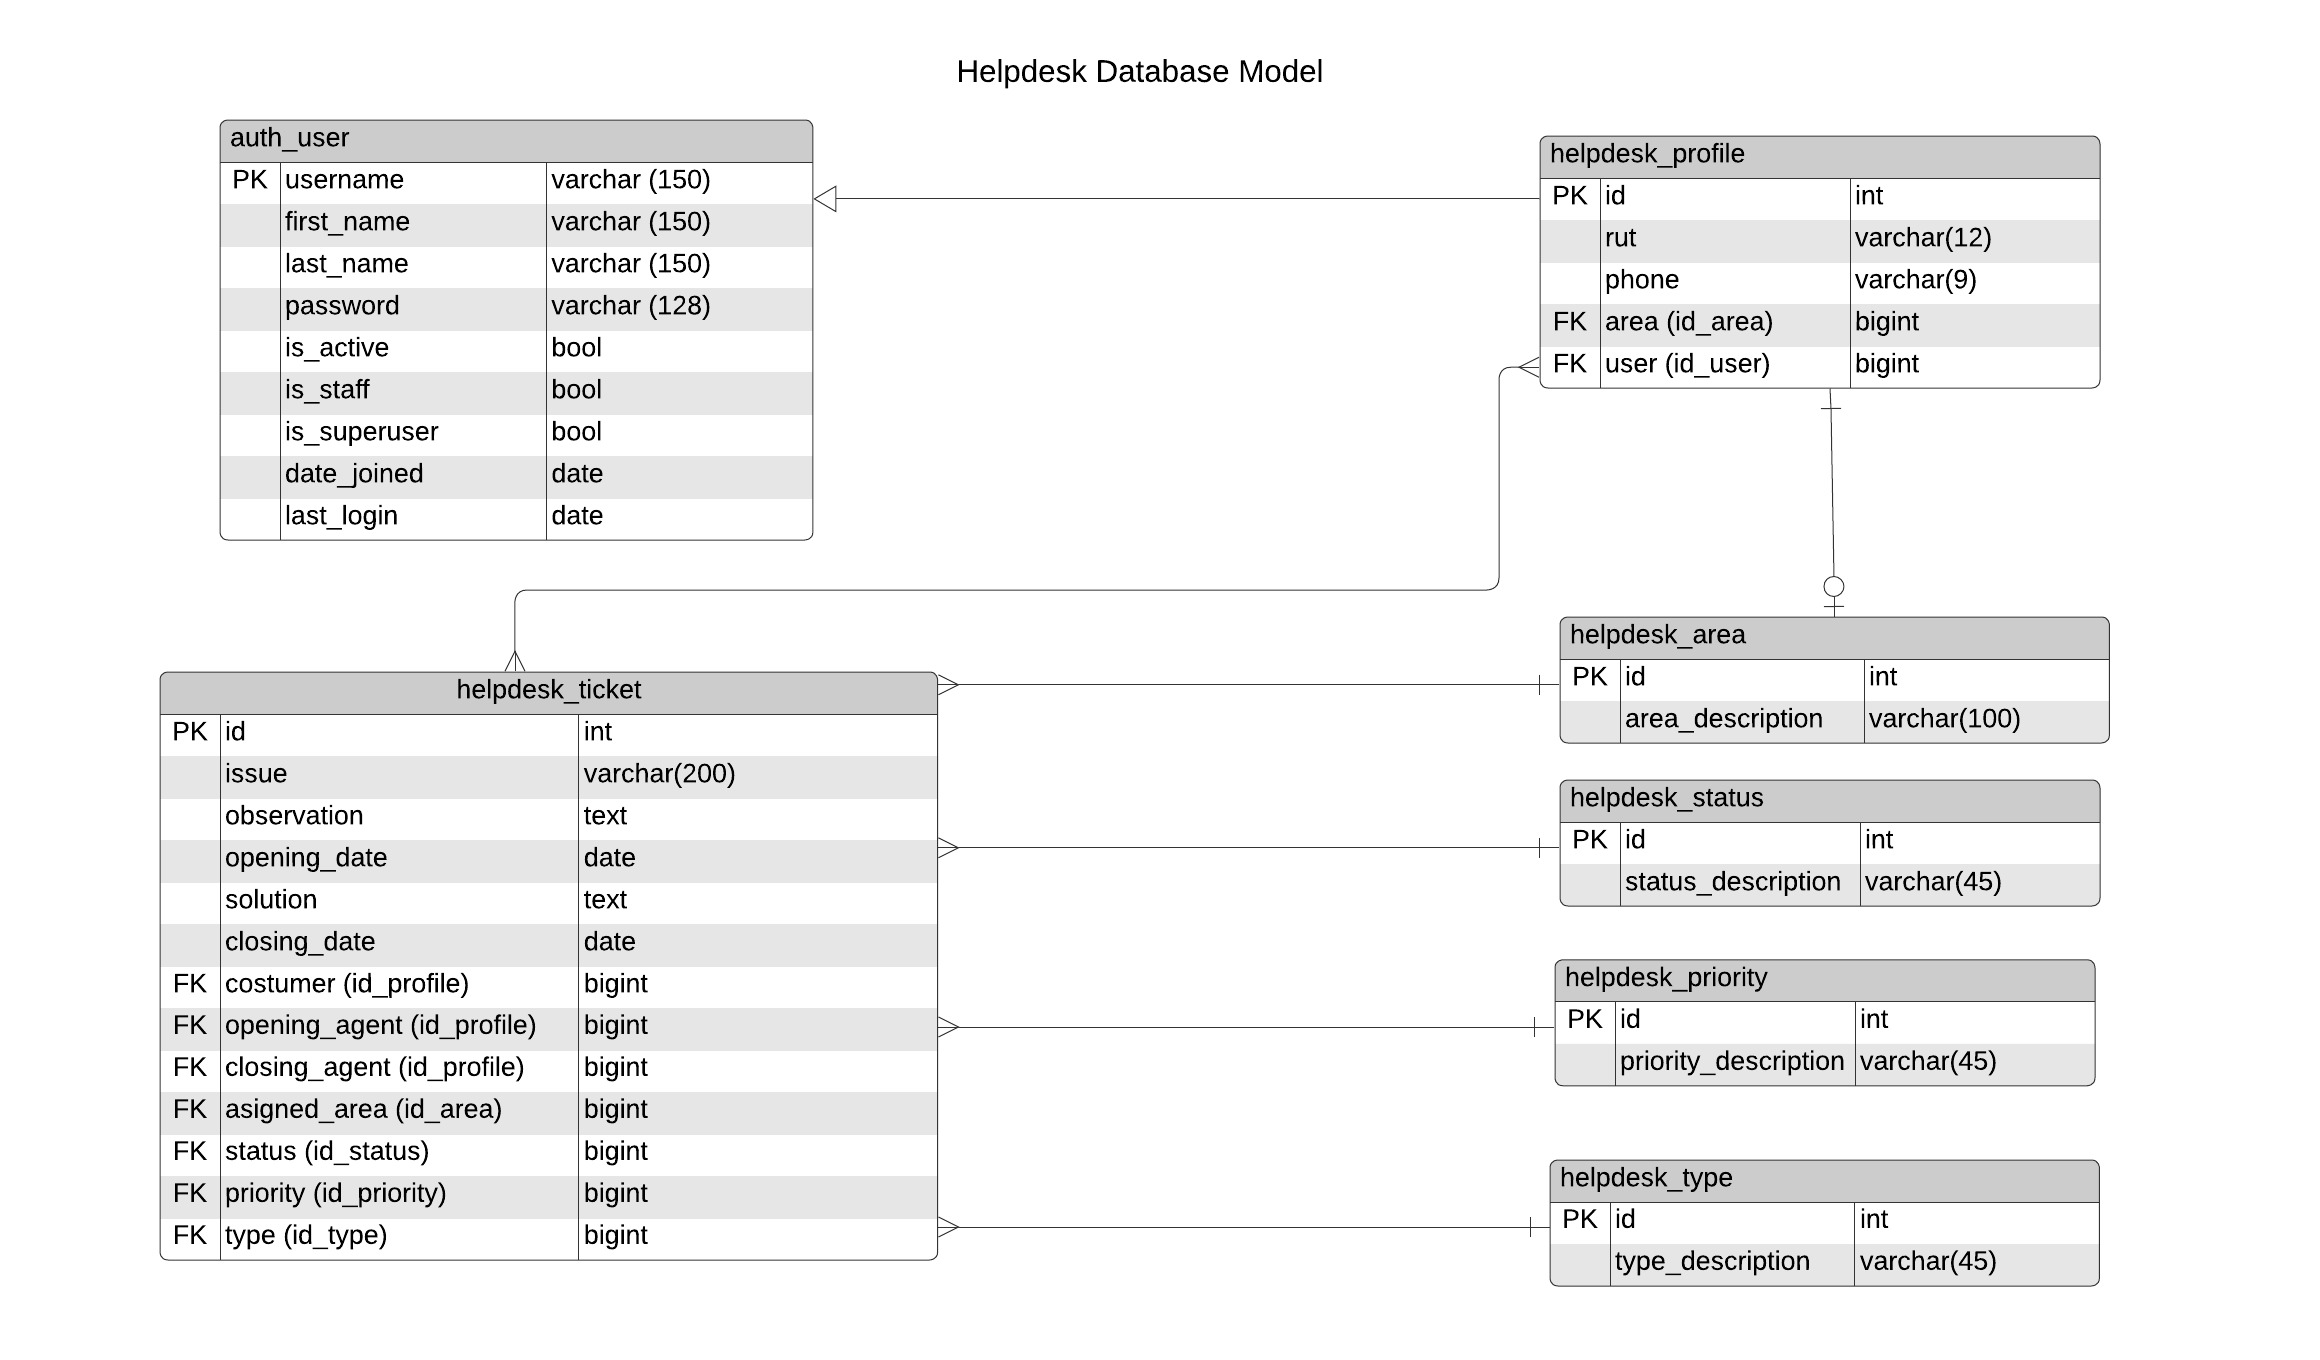 Helpdesk Database Model
auth_user
PK username varchar (150)
first_name varchar (150)
last_name varchar (150)
password varchar (128)
is_active bool
is_staff bool
is_superuser bool
date_joined date
last_login date
helpdesk_profile
PK id int
rut varchar(12)
phone varchar(9)
FK area (id_area) bigint
FK user (id_user) bigint
helpdesk_ticket
PK id int
issue varchar(200)
observation text
opening_date date
solution text
closing_date date
FK costumer (id_profile) bigint
FK opening_agent (id_profile) bigint
FK closing_agent (id_profile) bigint
FK asigned_area (id_area) bigint
FK status (id_status) bigint
FK priority (id_priority) bigint
FK type (id_type) bigint
helpdesk_area
PK id int
area_description varchar(100)
helpdesk_status
PK id int
status_description varchar(45)
helpdesk_priority
PK id int
priority_description varchar(45)
helpdesk_type
PK id int
type_description varchar(45)